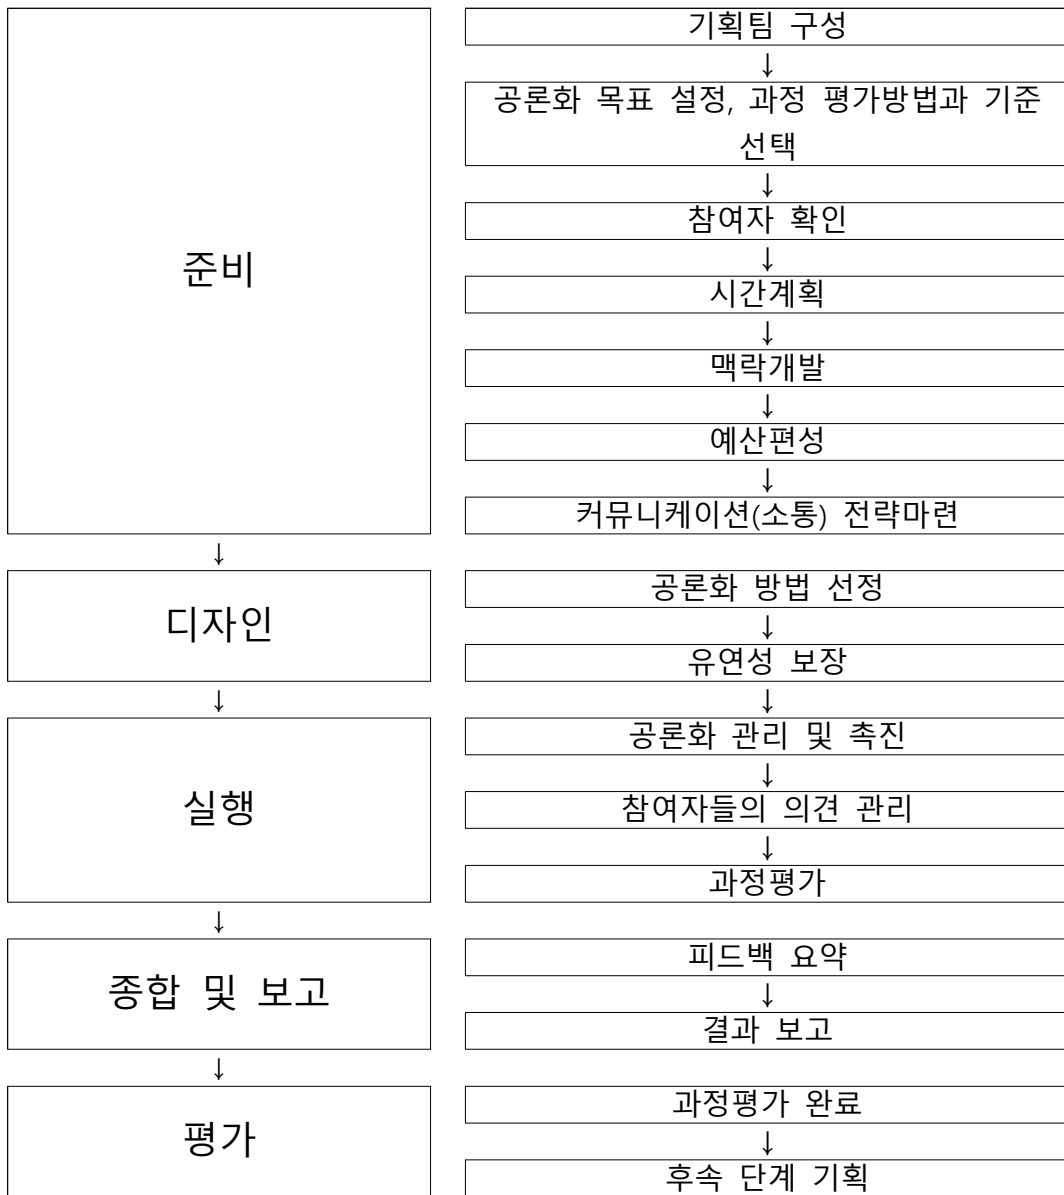 준비
기획팀 구성
↓
공론화 목표 설정, 과정 평가방법과 기준
선택
↓
참여자 확인
↓
시간계획
↓
맥락개발
↓
예산편성
↓
커뮤니케이션(소통) 전략마련
↓
디자인
공론화 방법 선정
↓
유연성 보장
↓
↓
실행
공론화 관리 및 촉진
↓
참여자들의 의견 관리
↓
과정평가
↓
종합 및 보고
피드백 요약
↓
결과 보고
↓
평가
과정평가 완료
↓
후속 단계 기획